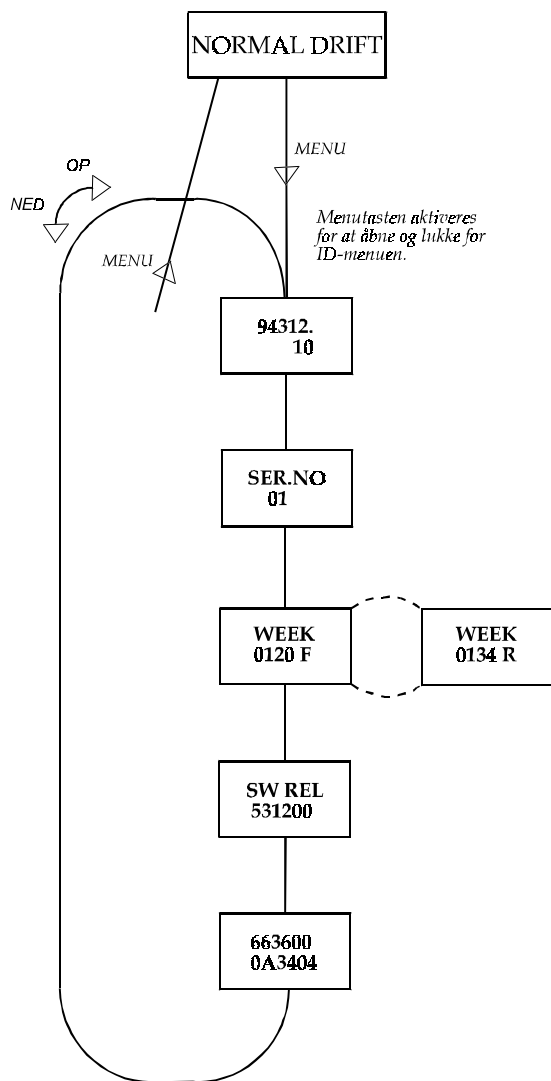 NORMAL DRIFT
MENU
OP
NED
Menutasten aktiveres
for at åbne og lukke for
ID-menuen.
MENU
94312.
10
SER.NO
01
WEEK
0120 F
WEEK
0134 R
SW REL
531200
663600
0A3404